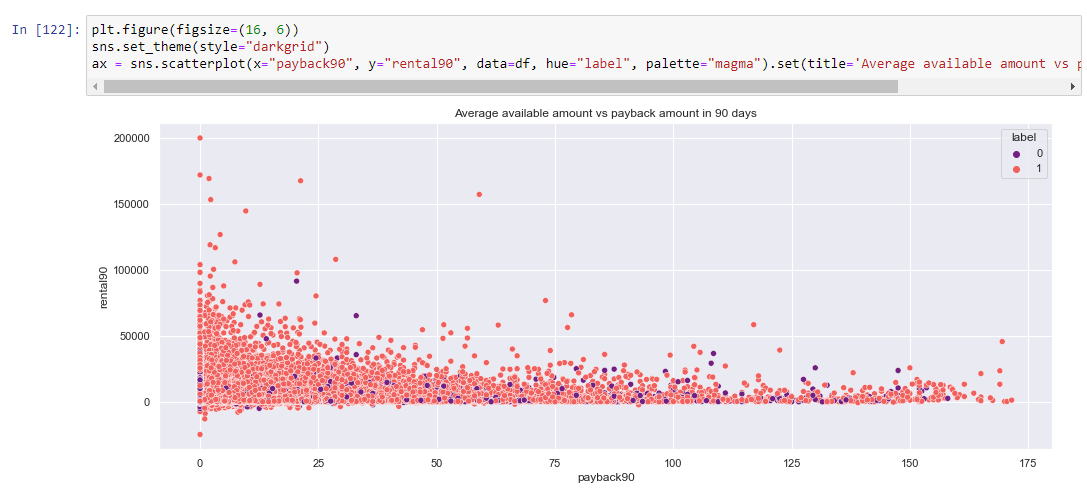 In [122]: plt.figure(figsize=(16, 6))
sns.set_theme(style="darkgrid")
ax = sns.scatterplot(x="payback90", y="rental90", data=df, hue="label", palette="magma").set(title='Average available amount vs p
Average available amount vs payback amount in 90 days
label
0
1
200000
150000
100000
50000
0
rental90
0 25 50 75 100 125 150 175
payback90